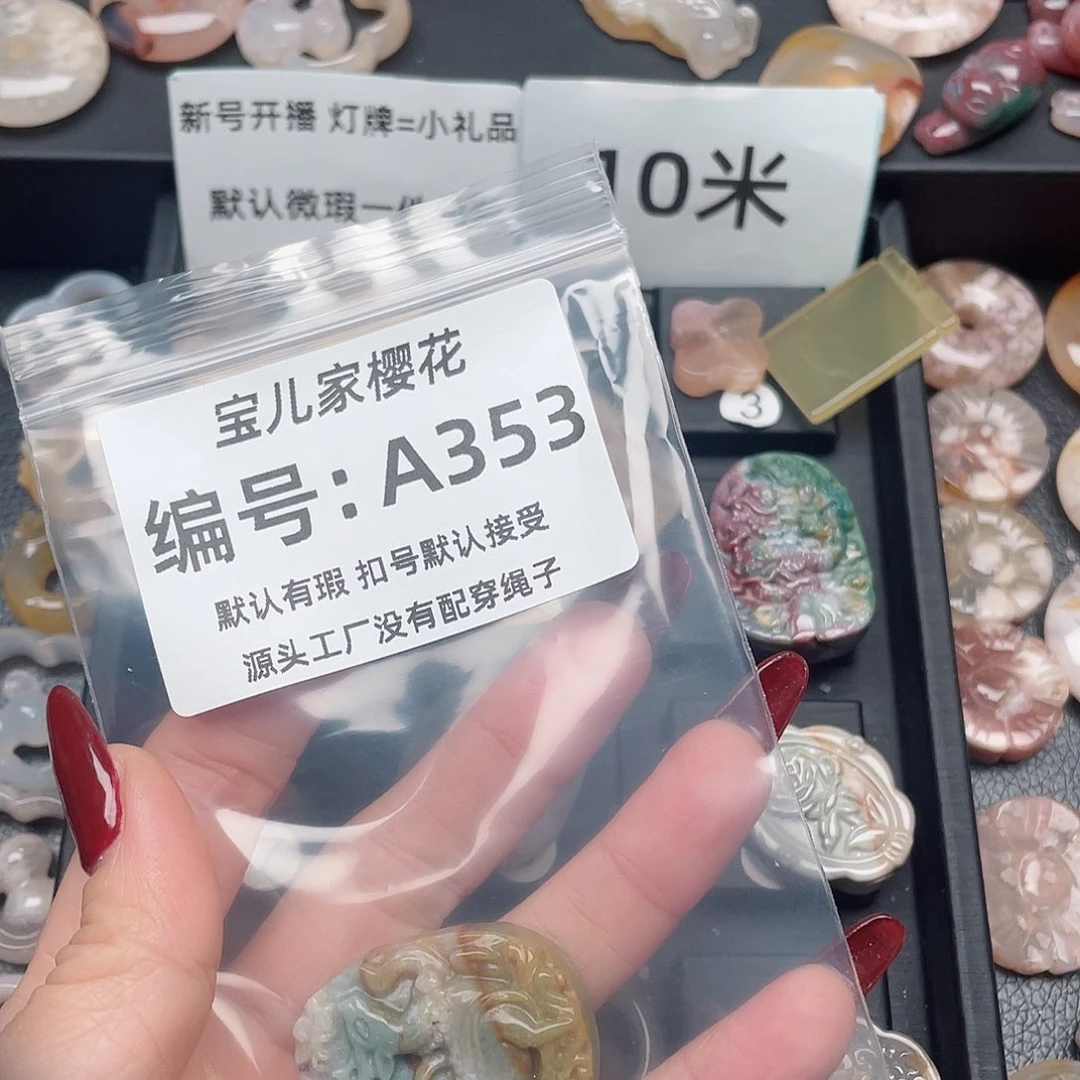 新号开播 灯牌=小礼品
默认微瑕一
10米
宝儿家樱花
编号：A353
默认有瑕 扣号默认接受
源头工厂没有配穿绳子
3